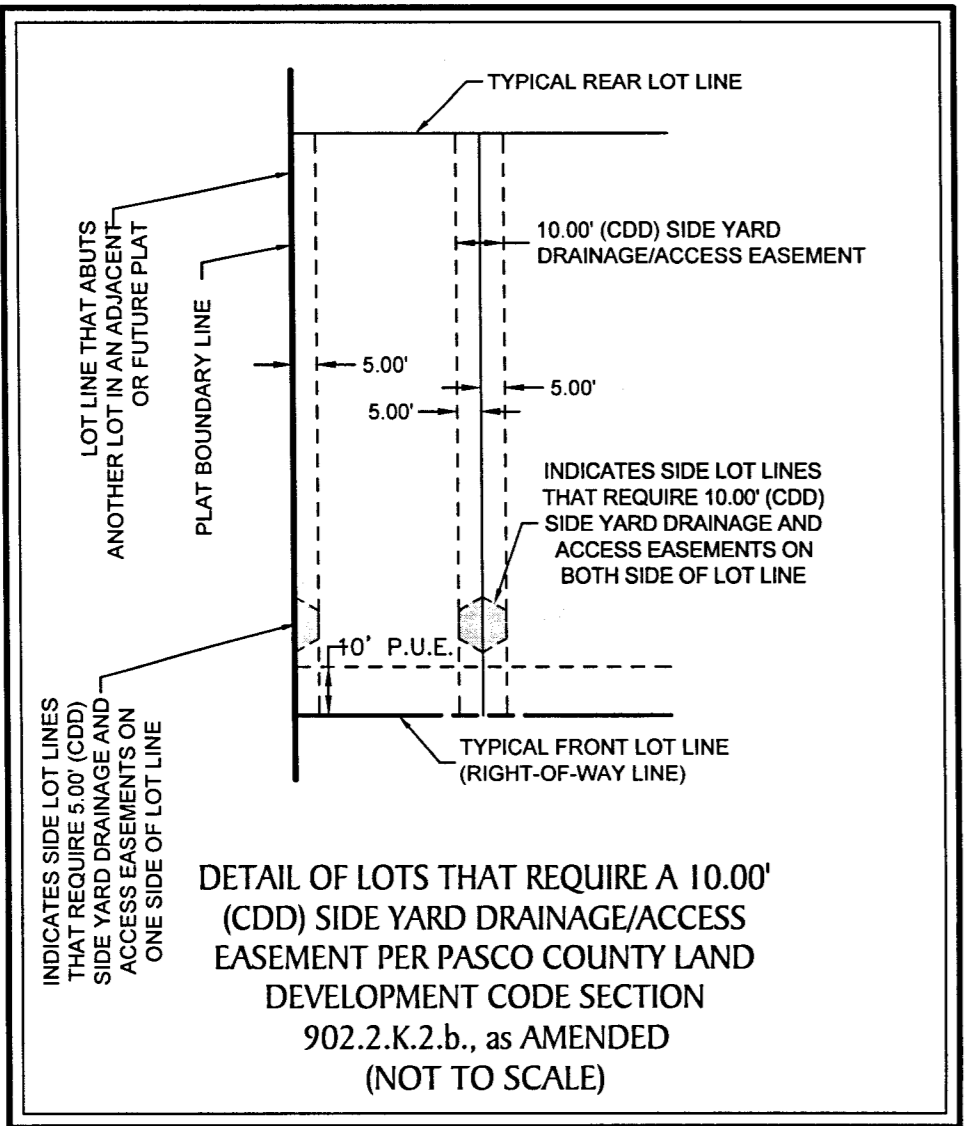 TYPICAL REAR LOT LINE
LOT LINE THAT ABUTS
ANOTHER LOT IN AN ADJACENT
OR FUTURE PLAT
PLAT BOUNDARY LINE
10.00' (CDD) SIDE YARD
DRAINAGE/ACCESS EASEMENT
5.00'
5.00'
5.00'
INDICATES SIDE LOT LINES
THAT REQUIRE 10.00' (CDD)
SIDE YARD DRAINAGE AND
ACCESS EASEMENTS ON
BOTH SIDE OF LOT LINE
10' P.U.E.
TYPICAL FRONT LOT LINE
(RIGHT-OF-WAY LINE)
INDICATES SIDE LOT LINES
THAT REQUIRE 5.00' (CDD)
SIDE YARD DRAINAGE AND
ACCESS EASEMENTS ON
ONE SIDE OF LOT LINE
DETAIL OF LOTS THAT REQUIRE A 10.00'
(CDD) SIDE YARD DRAINAGE/ACCESS
EASEMENT PER PASCO COUNTY LAND
DEVELOPMENT CODE SECTION
902.2.K.2.b., as AMENDED
(NOT TO SCALE)